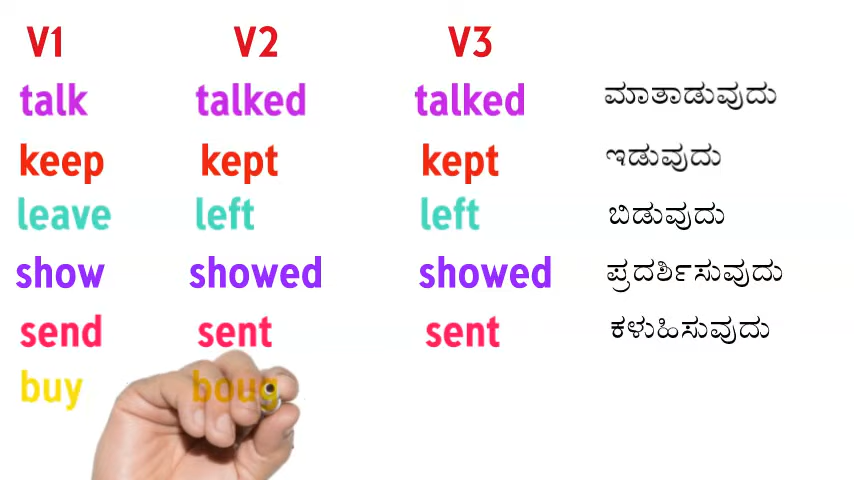 V1 V2 V3
talk talked talked ಮಾತಾಡುವುದು
keep kept kept ಇಡುವುದು
leave left left ಬಿಡುವುದು
show showed showed ಪ್ರದರ್ಶಿಸುವುದು
send sent sent ಕಳುಹಿಸುವುದು
buy boug